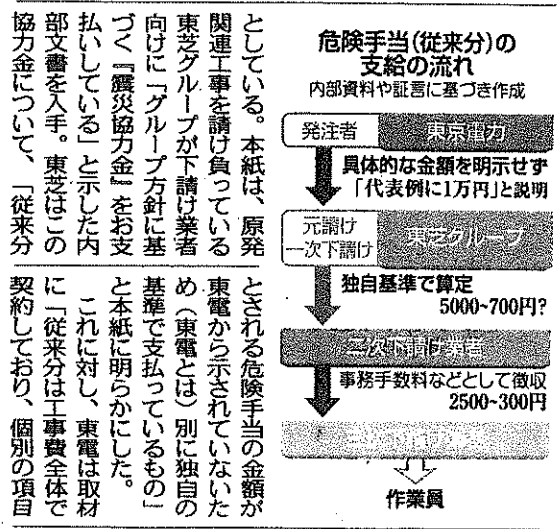 としている。本紙は、原発
関連工事を請け負っている
東芝グループが下請け業者
向けに「グループ方針に基
づく『震災協力金』をお支
払いしている」と示した内
部文書を入手。東芝はこの
協力金について、「従来分
とされる危険手当の金額が
東電から示されていないた
め(東電とは)別に独自の
基準で支払っているもの」
と本紙に明らかにした。
これに対し、東電は取材
に「従来分は工事費全体で
契約しており、個別の項目
危険手当(従来分)の
支給の流れ
内部資料や証言に基づき作成
発注者
東京電力
具体的な金額を明示せず
「代表例に1万円」と説明
元請け
一次下請け
東芝グループ
独自基準で算定
5000~700円?
二次下請け業者
事務手数料などとして徴収
2500~300円
作業員